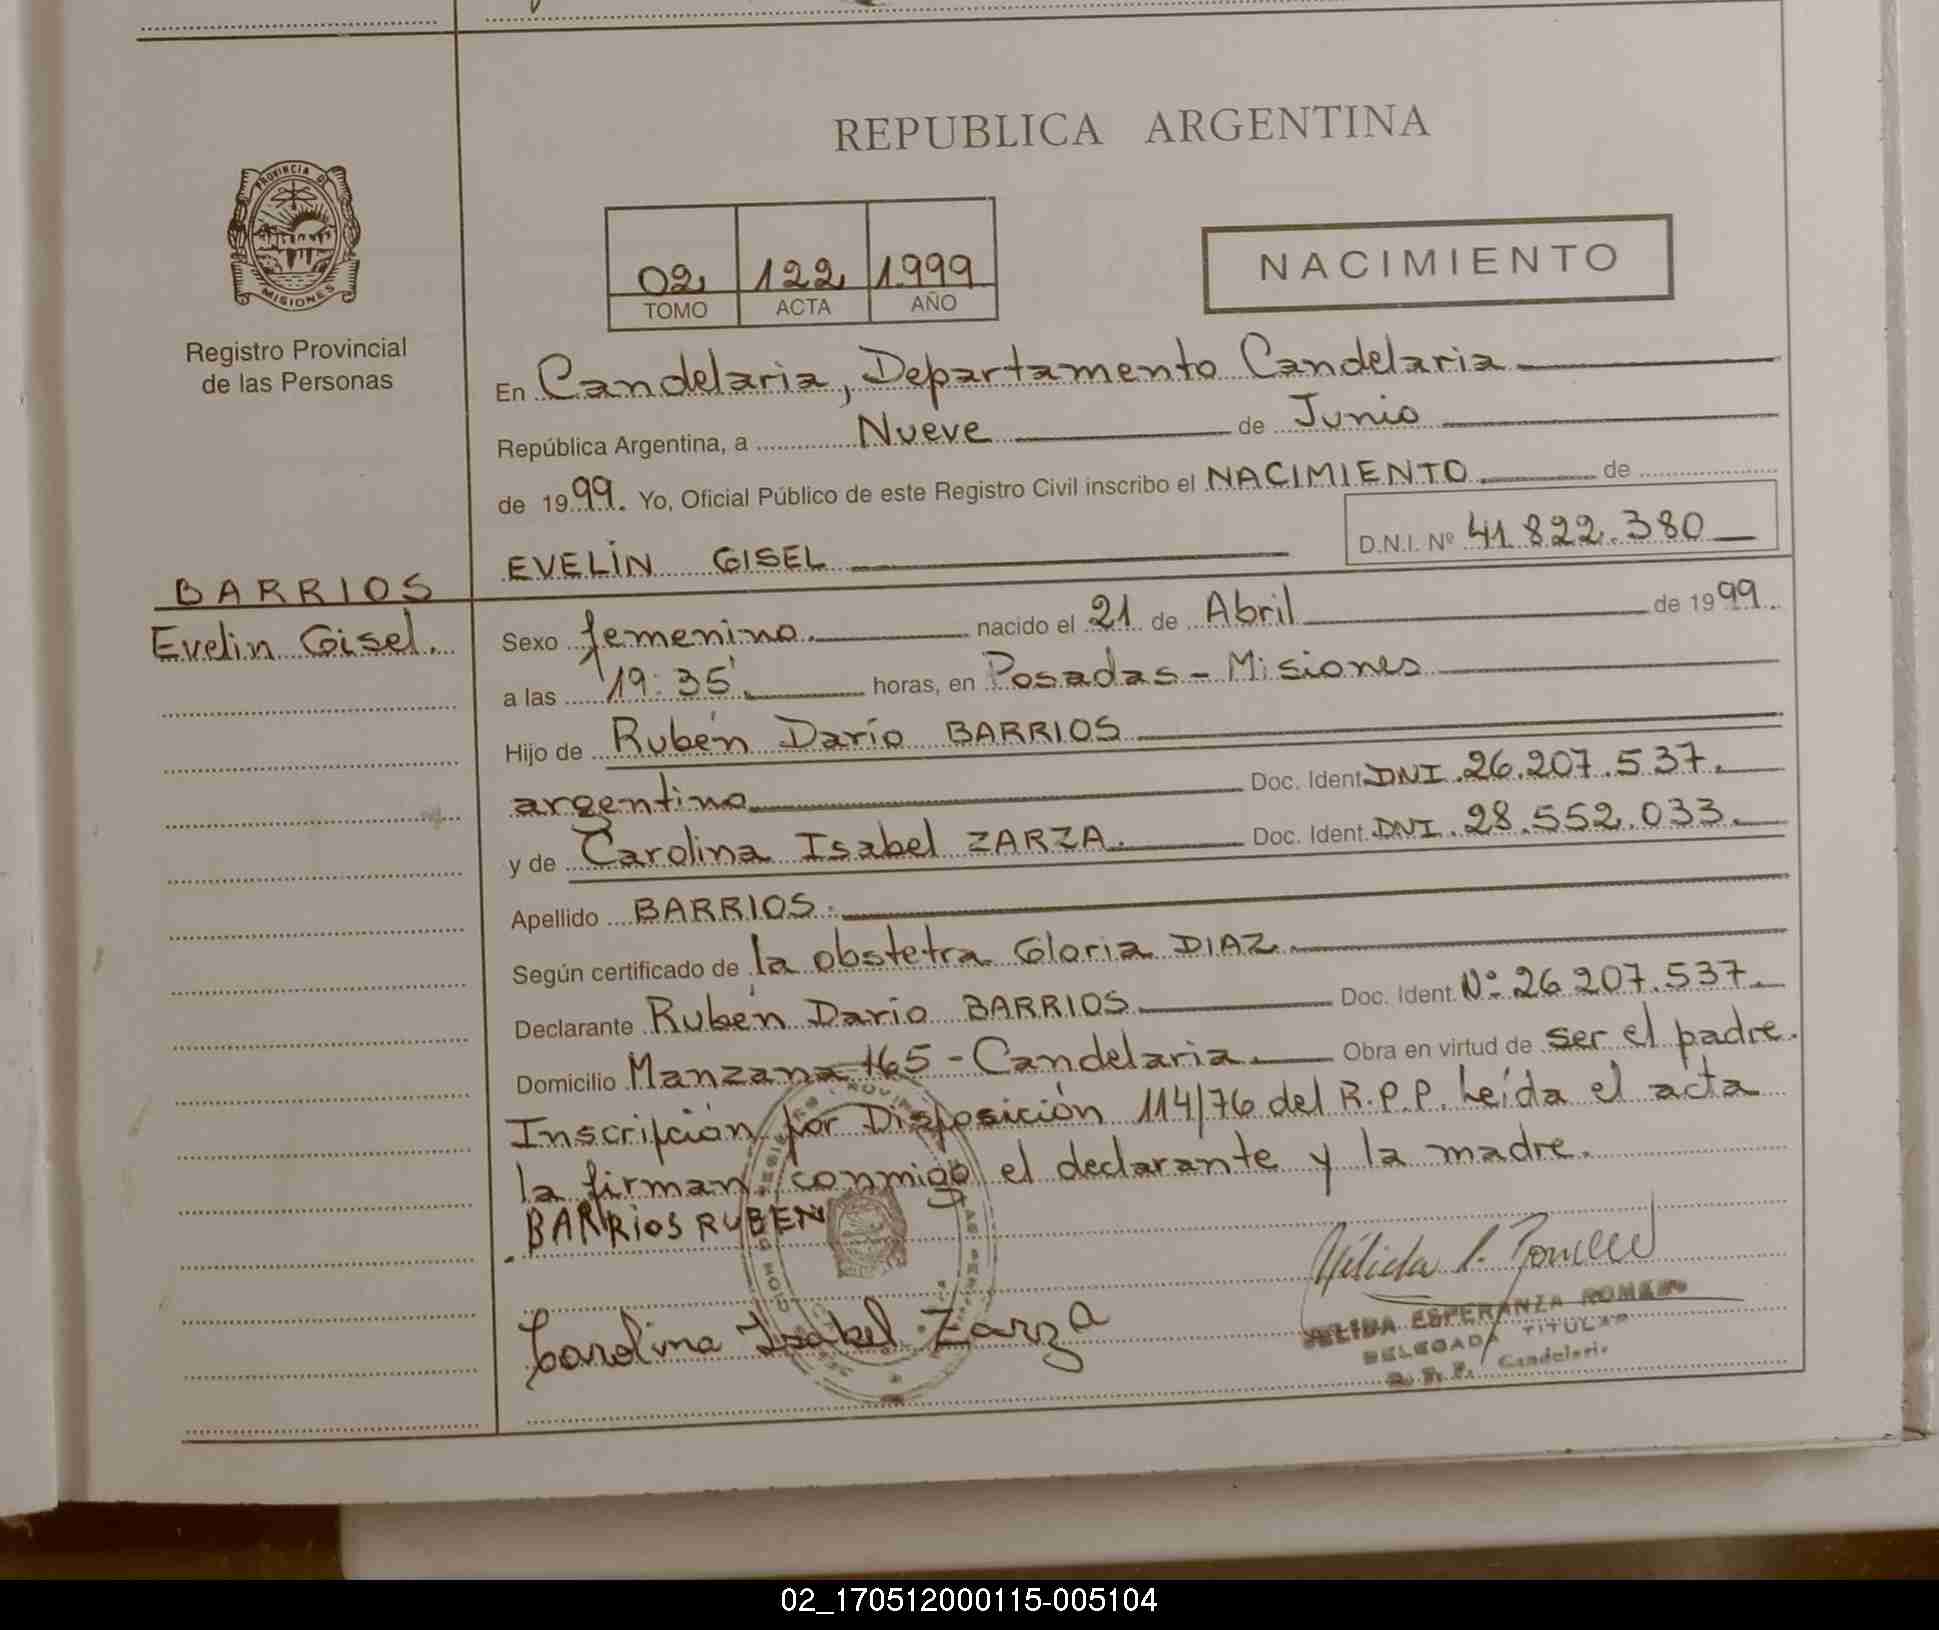 REPUBLICA ARGENTINA
PROVINCIA DE
MISIONES
Registro Provincial
de las Personas
02 122 1999
TOMO ACTA AÑO
NACIMIENTO
En Candelaria, Departamento Candelaria
República Argentina, a Nueve de Junio
de 1999. Yo, Oficial Público de este Registro Civil inscribo el NACIMIENTO de
EVELIN GISEL D.N.I. Nº 41.822.380
BARRIOS
Evelin Gisel.
Sexo femenino. nacido el 21 de Abril de 1999.
a las 19:35'. horas, en Posadas - Misiones
Hijo de Rubén Darío BARRIOS
argentino Doc. Ident. DNI. 26.207.537.
y de Carolina Isabel ZARZA. Doc. Ident. DNI. 28.552.033.
Apellido BARRIOS.
Según certificado de la obstetra Gloria DIAZ.
Declarante Rubén Darío BARRIOS Doc. Ident. Nº 26.207.537.
Domicilio Manzana 165 - Candelaria. Obra en virtud de ser el padre.
Inscripción por Disposición 114/76 del R.P.P. Leída el acta
la firman conmigo el declarante y la madre.
BARRIOS RUBEN
Carolina Isabel Zarza
ESPERANZA
DELEGADA TITULAR
Candelaria
02_170512000115-005104